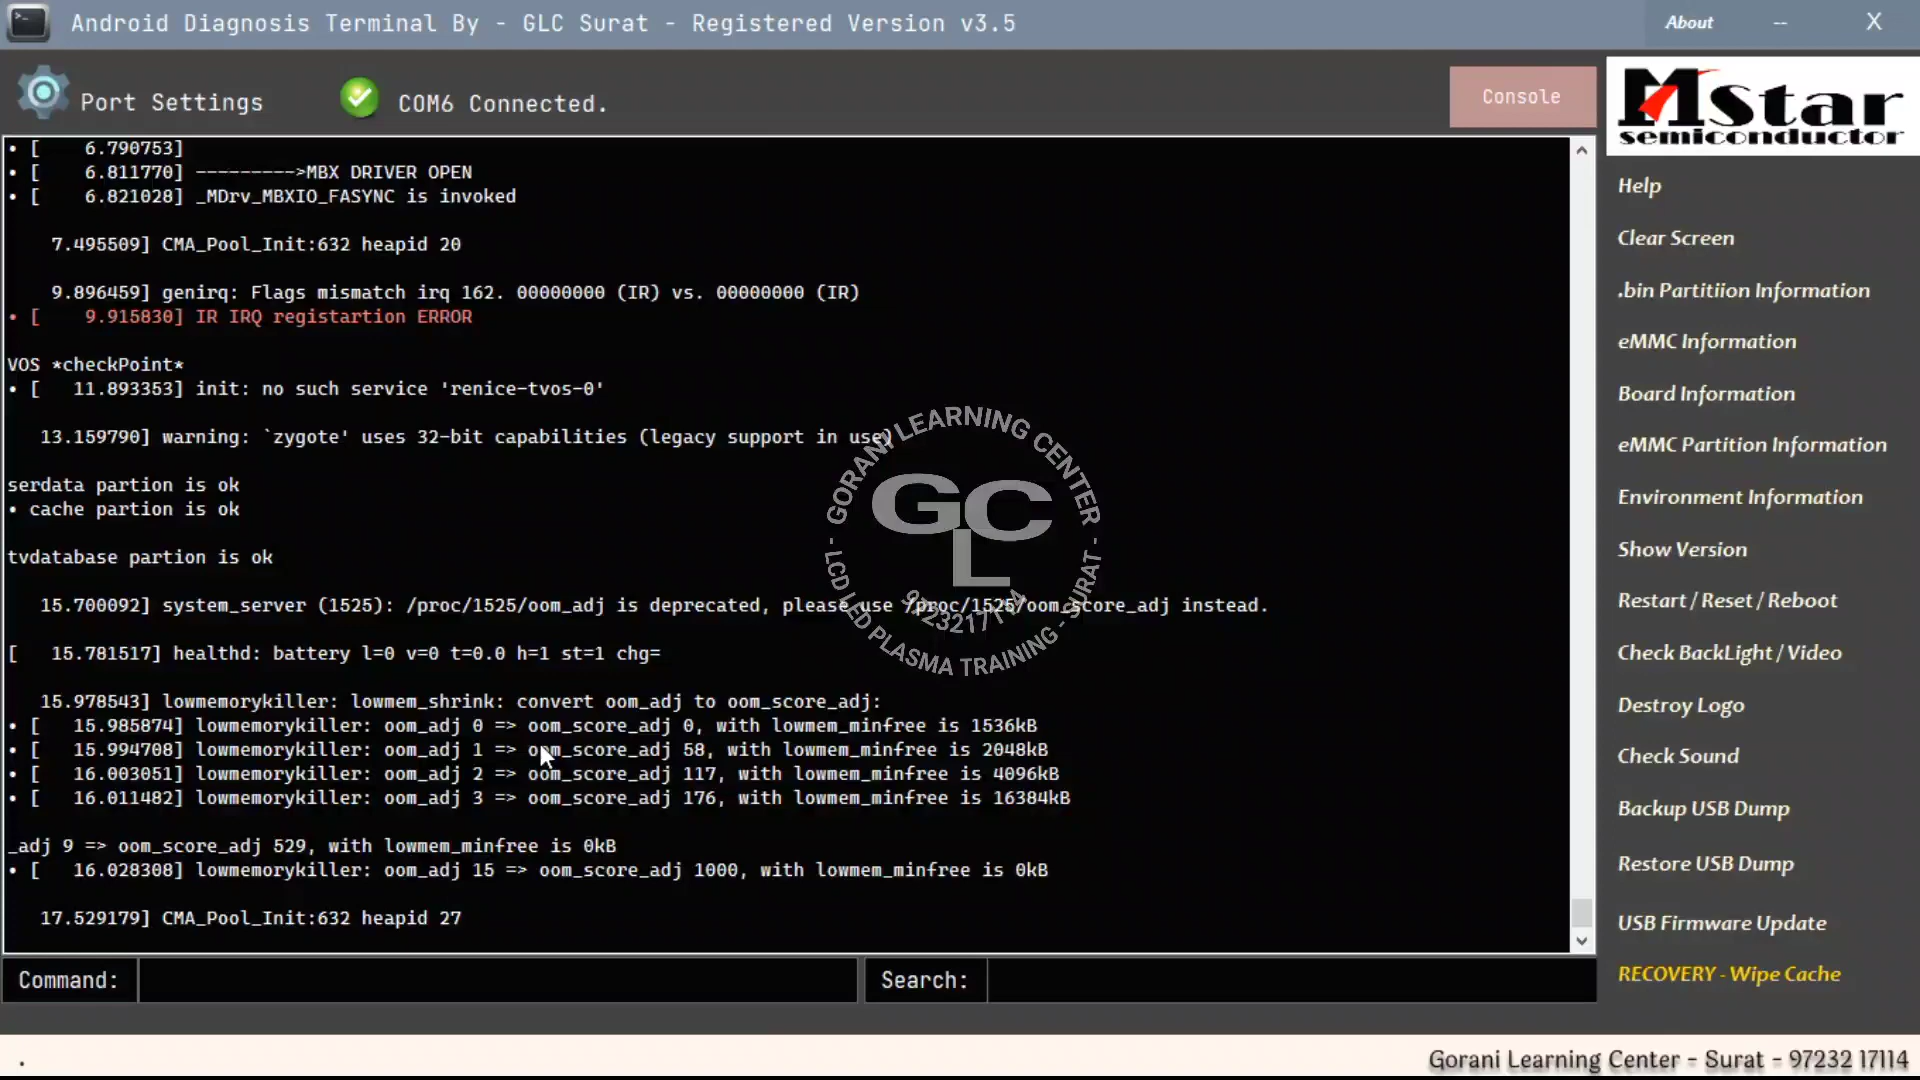 Android Diagnosis Terminal By - GLC Surat - Registered Version v3.5
About -- X
Port Settings
COM6 Connected.
Console
MStar
semiconductor
• [ 6.790753]
• [ 6.811770] --------->MBX DRIVER OPEN
• [ 6.821028] _MDrv_MBXIO_FASYNC is invoked
7.495509] CMA_Pool_Init:632 heapid 20
9.896459] genirq: Flags mismatch irq 162. 00000000 (IR) vs. 00000000 (IR)
• [ 9.915830] IR IRQ registartion ERROR
VOS *checkPoint*
• [ 11.893353] init: no such service 'renice-tvos-0'
13.159790] warning: `zygote' uses 32-bit capabilities (legacy support in use)
serdata partion is ok
• cache partion is ok
tvdatabase partion is ok
15.700092] system_server (1525): /proc/1525/oom_adj is deprecated, please use /proc/1525/oom_score_adj instead.
[ 15.781517] healthd: battery l=0 v=0 t=0.0 h=1 st=1 chg=
15.978543] lowmemorykiller: lowmem_shrink: convert oom_adj to oom_score_adj:
• [ 15.985874] lowmemorykiller: oom_adj 0 => oom_score_adj 0, with lowmem_minfree is 1536kB
• [ 15.994708] lowmemorykiller: oom_adj 1 => oom_score_adj 58, with lowmem_minfree is 2048kB
• [ 16.003051] lowmemorykiller: oom_adj 2 => oom_score_adj 117, with lowmem_minfree is 4096kB
• [ 16.011482] lowmemorykiller: oom_adj 3 => oom_score_adj 176, with lowmem_minfree is 16384kB
_adj 9 => oom_score_adj 529, with lowmem_minfree is 0kB
• [ 16.028308] lowmemorykiller: oom_adj 15 => oom_score_adj 1000, with lowmem_minfree is 0kB
17.529179] CMA_Pool_Init:632 heapid 27
GORANI LEARNING CENTER
GLC
- LCD LED PLASMA TRAINING - SURAT -
Help
Clear Screen
.bin Partitiion Information
eMMC Information
Board Information
eMMC Partition Information
Environment Information
Show Version
Restart / Reset / Reboot
Check BackLight / Video
Destroy Logo
Check Sound
Backup USB Dump
Restore USB Dump
USB Firmware Update
RECOVERY - Wipe Cache
Command:
Search:
.
Gorani Learning Center - Surat - 97232 17114